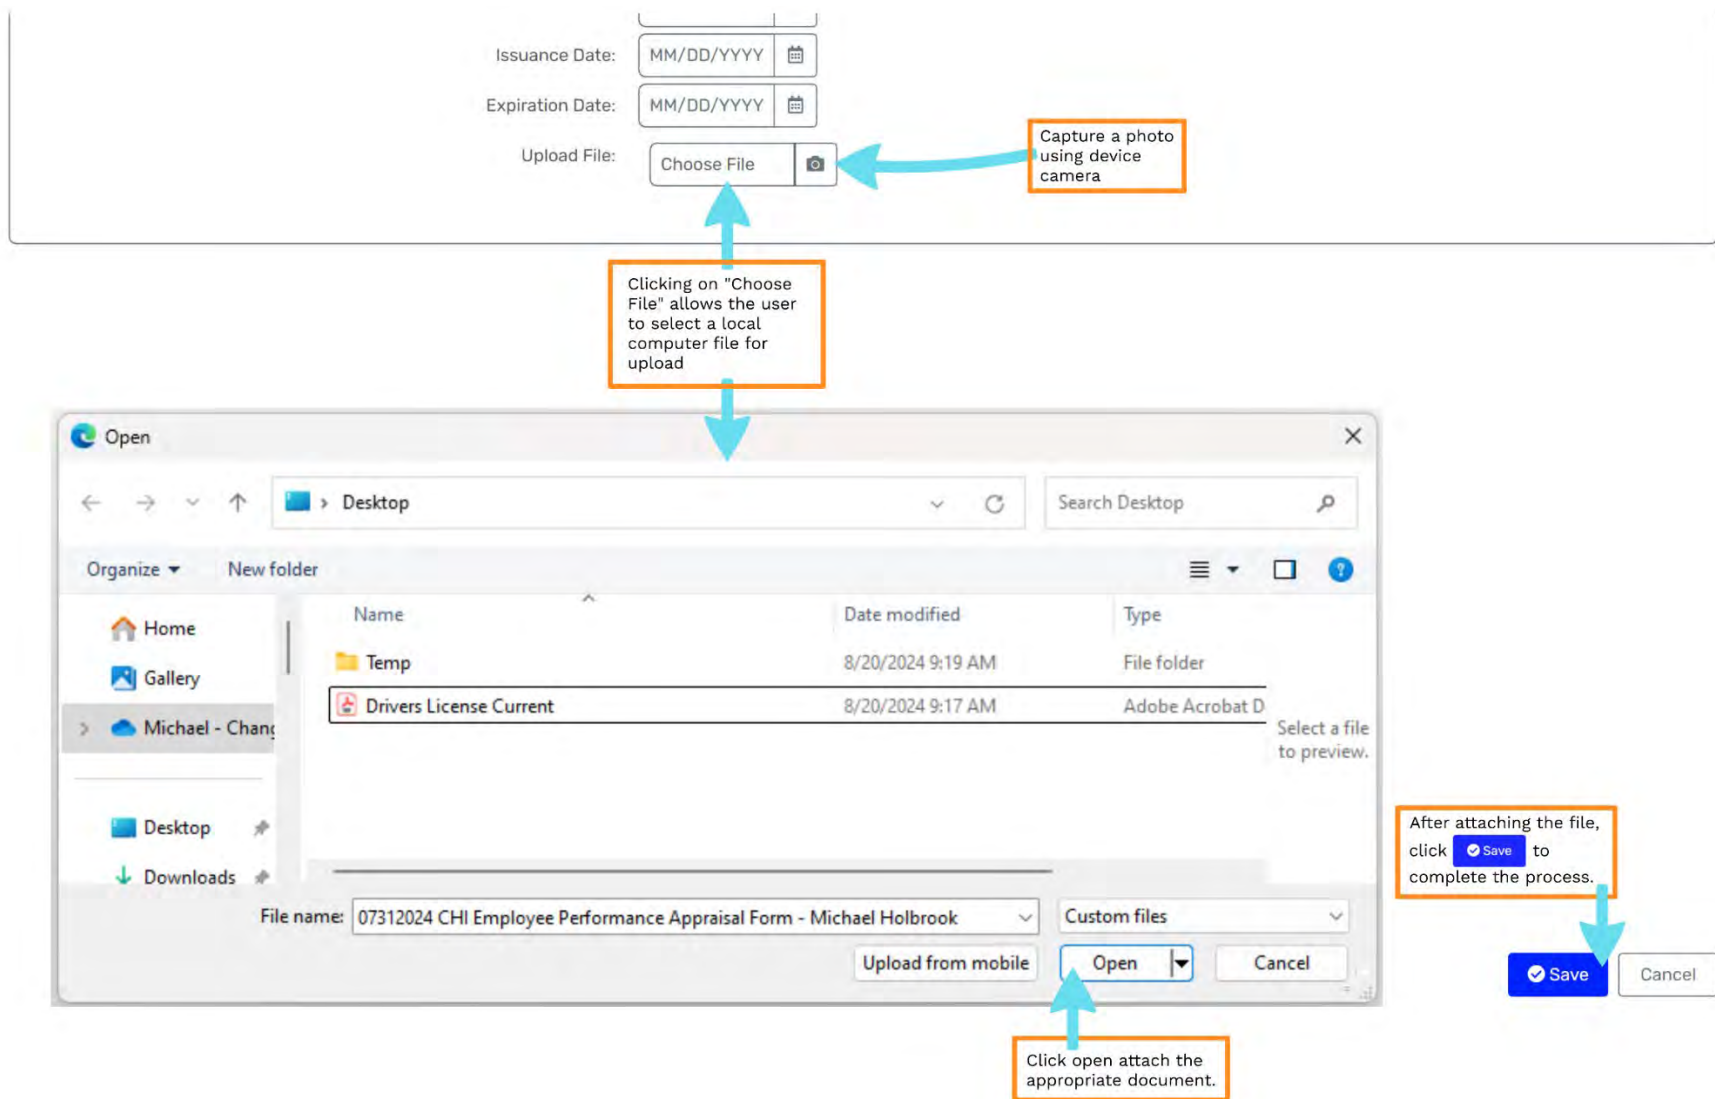 Issuance Date: MM/DD/YYYY
Expiration Date: MM/DD/YYYY
Upload File: Choose File
Capture a photo
using device
camera
Clicking on "Choose
File" allows the user
to select a local
computer file for
upload
Open
Desktop
Search Desktop
Organize
New folder
Name Date modified Type
Home
Gallery
Michael - Chang
Desktop
Downloads
Temp 8/20/2024 9:19 AM File folder
Drivers License Current 8/20/2024 9:17 AM Adobe Acrobat D
Select a file
to preview.
File name: 07312024 CHI Employee Performance Appraisal Form - Michael Holbrook Custom files
Upload from mobile Open Cancel
After attaching the file,
click Save to
complete the process.
Save Cancel
Click open attach the
appropriate document.